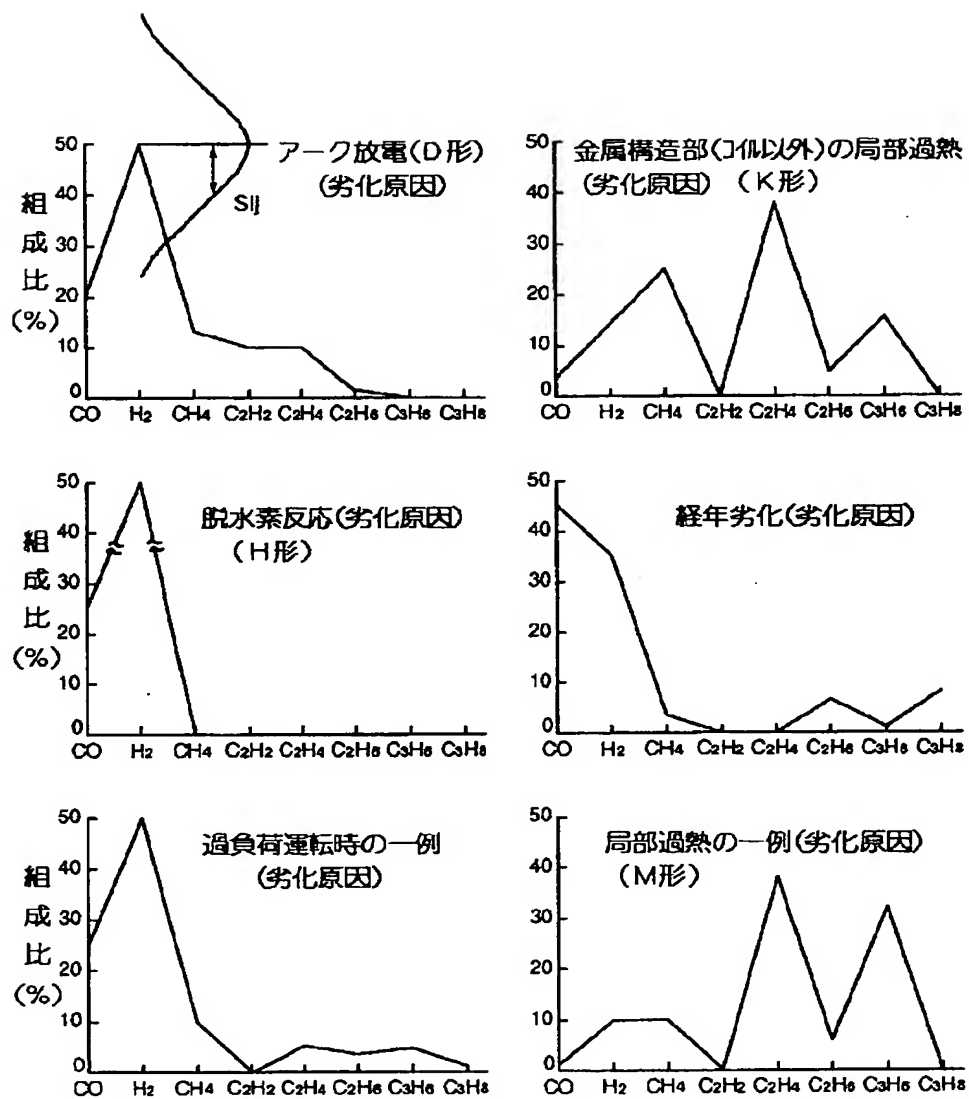 アーク放電(D形)
(劣化原因)
Sij
組成比(%)
50
40
30
20
10
0
CO H2 CH4 C2H2 C2H4 C2H6 C3H6 C3H8
金属構造部(コイル以外)の局部過熱
(劣化原因) (K形)
50
40
30
20
10
0
CO H2 CH4 C2H2 C2H4 C2H6 C3H6 C3H8
脱水素反応(劣化原因)
(H形)
組成比(%)
50
40
30
20
10
0
CO H2 CH4 C2H2 C2H4 C2H6 C3H6 C3H8
経年劣化(劣化原因)
50
40
30
20
10
0
CO H2 CH4 C2H2 C2H4 C2H6 C3H6 C3H8
過負荷運転時の一例
(劣化原因)
組成比(%)
50
40
30
20
10
0
CO H2 CH4 C2H2 C2H4 C2H6 C3H6 C3H8
局部過熱の一例(劣化原因)
(M形)
50
40
30
20
10
0
CO H2 CH4 C2H2 C2H4 C2H6 C3H6 C3H8